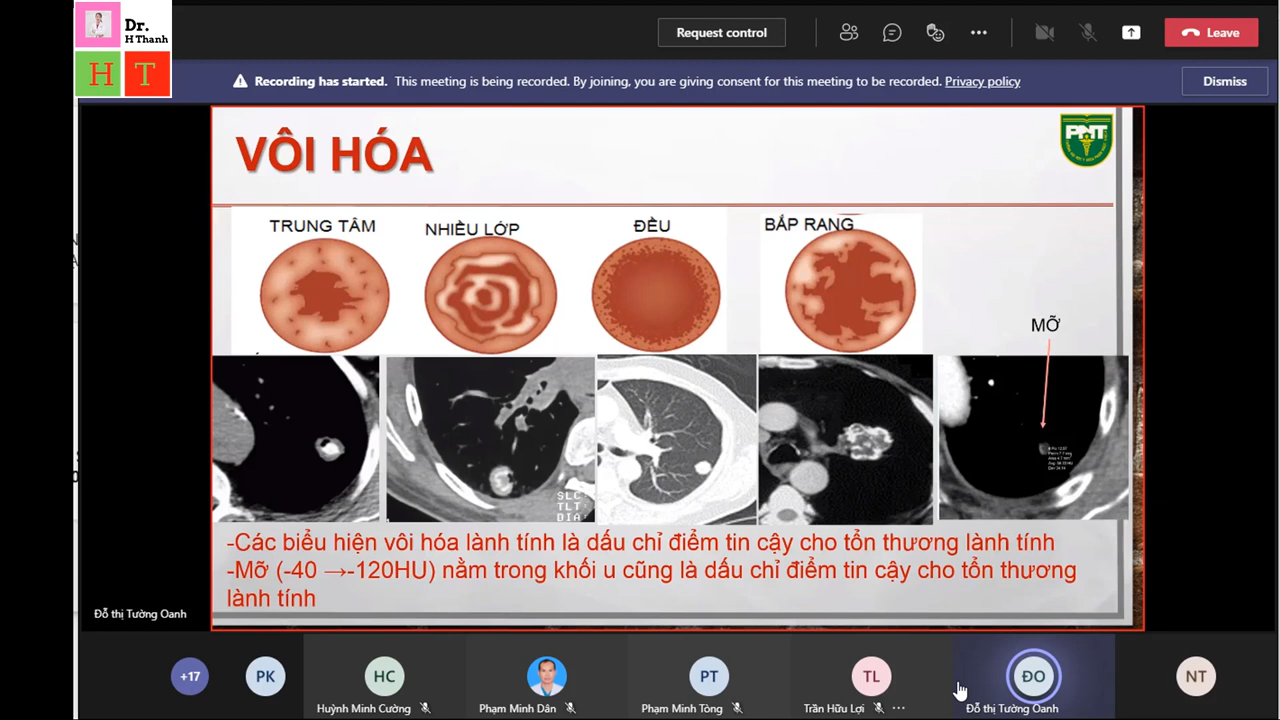 Dr.
H Thanh
H T
Request control
Leave
Recording has started. This meeting is being recorded. By joining, you are giving consent for this meeting to be recorded. Privacy policy
Dismiss
VÔI HÓA
PNT
TRUNG TÂM
NHIỀU LỚP
ĐỀU
BẮP RANG
MỠ
SLC
TLT
DIA
-Các biểu hiện vôi hóa lành tính là dấu chỉ điểm tin cậy cho tổn thương lành tính
-Mỡ (-40 →-120HU) nằm trong khối u cũng là dấu chỉ điểm tin cậy cho tổn thương
lành tính
Đỗ thị Tường Oanh
+17
PK
HC
Huỳnh Minh Cường
Phạm Minh Dân
PT
Phạm Minh Tòng
TL
Trần Hữu Lợi
ĐO
Đỗ thị Tường Oanh
NT